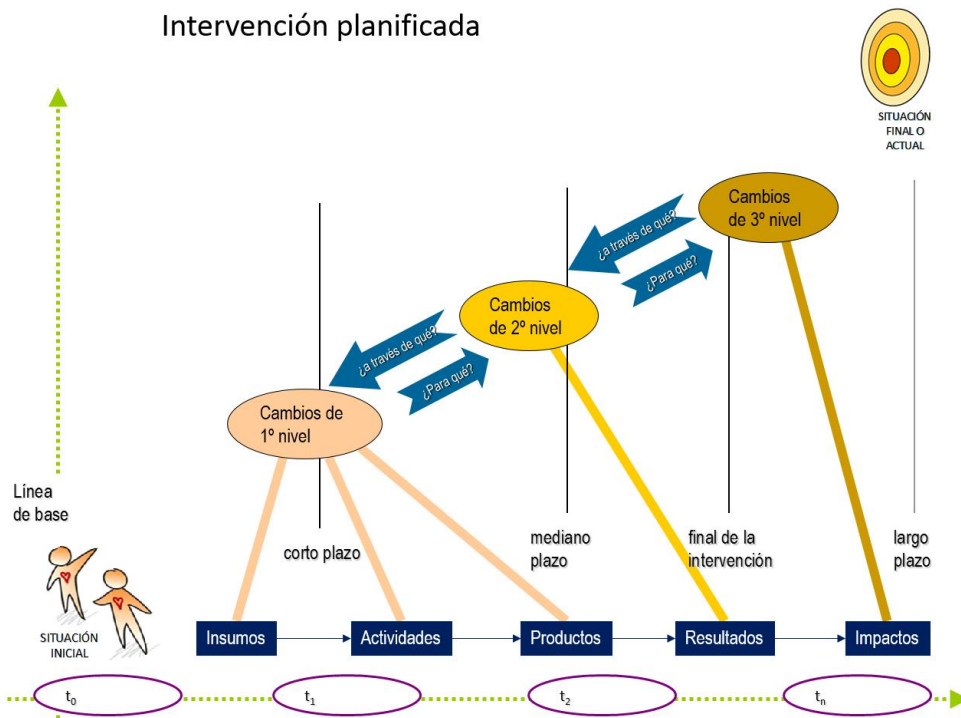 Intervención planificada
SITUACIÓN
FINAL O
ACTUAL
Cambios
de 3º nivel
¿a través de qué?
¿Para qué?
Cambios
de 2º nivel
¿a través de qué?
¿Para qué?
Cambios de
1º nivel
Línea
de base
corto plazo
mediano
plazo
final de la
intervención
largo
plazo
SITUACIÓN
INICIAL
Insumos
Actividades
Productos
Resultados
Impactos
t0
t1
t2
tn